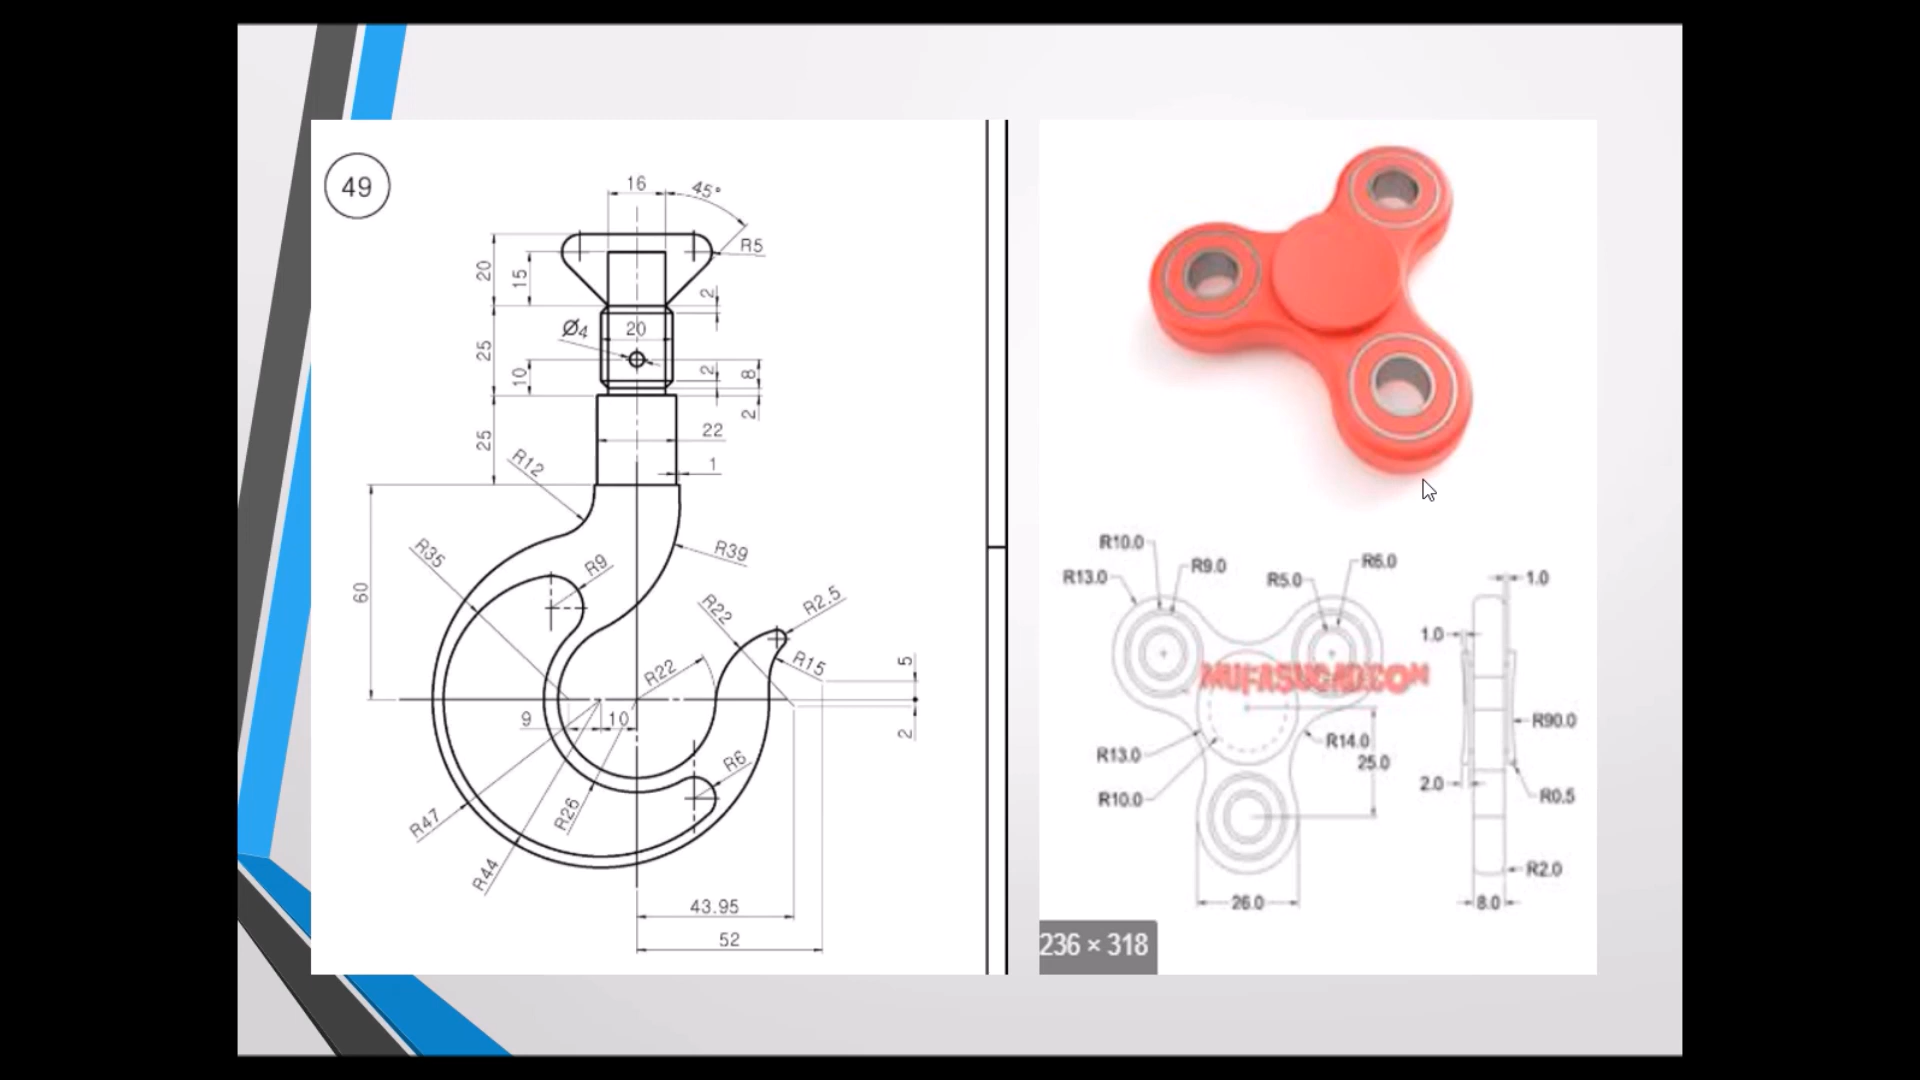 49
16
45°
R5
20
15
2
Ø4
20
25
10
2
8
2
22
25
1
R12
R39
R35
R9
60
R22
R2.5
R15
5
R22
9
10
2
R6
R47
R26
R44
43.95
52
R10.0
R13.0
R9.0
R5.0
R6.0
1.0
1.0
MUFASUCAD.COM
R90.0
R13.0
R14.0
25.0
R10.0
2.0
R0.5
R2.0
26.0
8.0
236 × 318